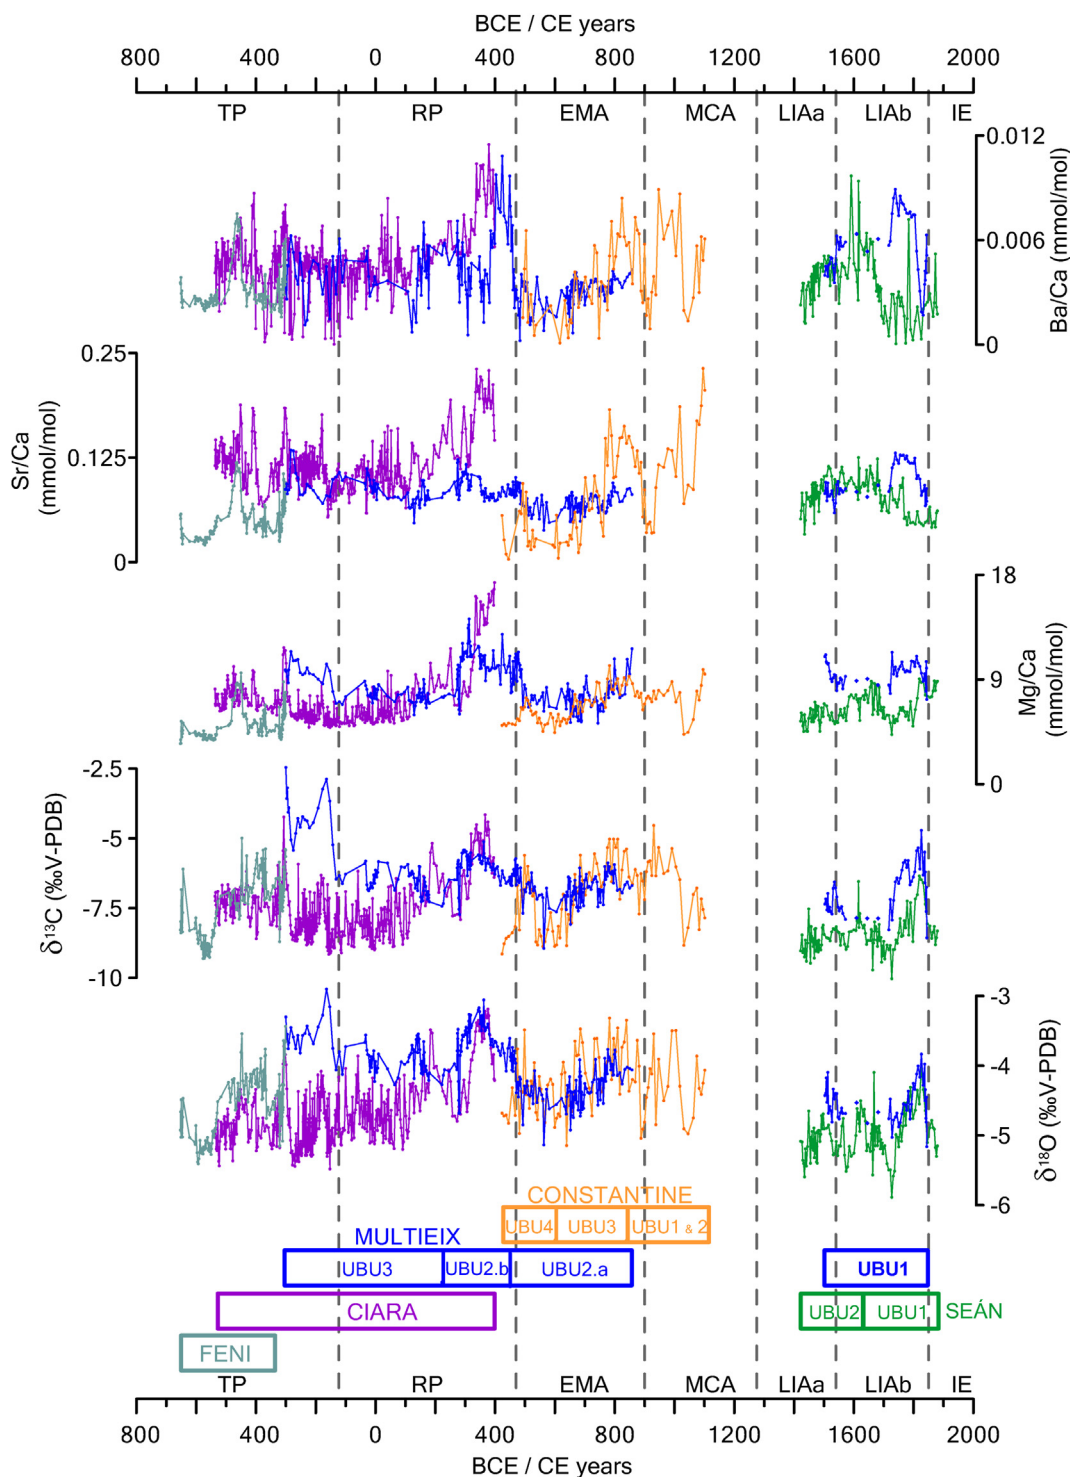 BCE / CE years
800 400 0 400 800 1200 1600 2000
TP RP EMA MCA LIAa LIAb IE
0.012
0.006
0
Ba/Ca (mmol/mol)
0.25
0.125
0
Sr/Ca
(mmol/mol)
18
9
0
Mg/Ca
(mmol/mol)
-2.5
-5
-7.5
-10
δ¹³C (‰V-PDB)
-3
-4
-5
-6
δ¹⁸O (‰V-PDB)
CONSTANTINE
UBU4 UBU3 UBU1 & 2
MULTIEIX
UBU3 UBU2.b UBU2.a UBU1
CIARA UBU2 UBU1 SEÁN
FENI
TP RP EMA MCA LIAa LIAb IE
800 400 0 400 800 1200 1600 2000
BCE / CE years